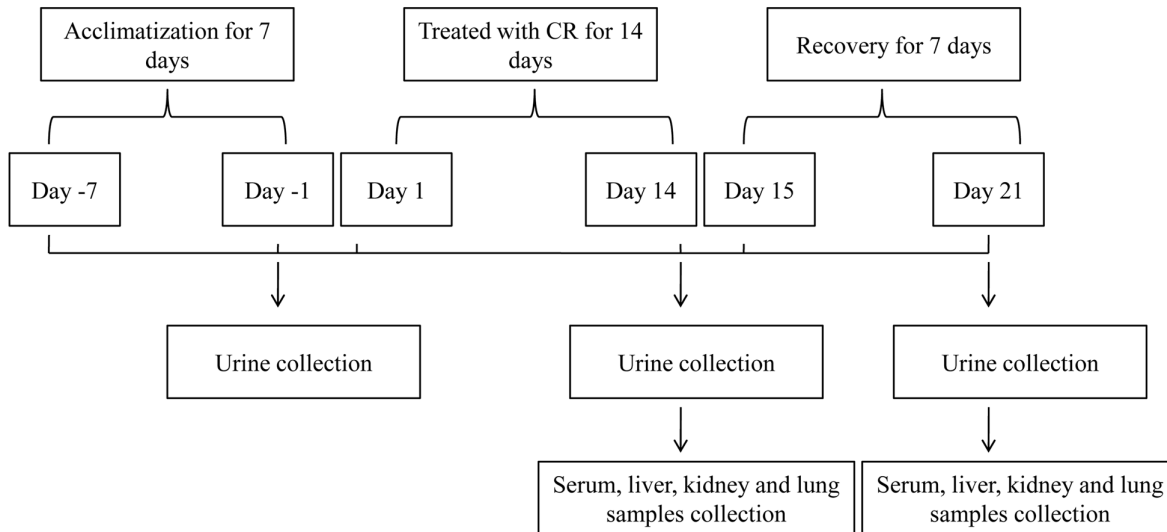 Acclimatization for 7
days
Treated with CR for 14
days
Recovery for 7 days
Day -7
Day -1
Day 1
Day 14
Day 15
Day 21
Urine collection
Urine collection
Urine collection
Serum, liver, kidney and lung
samples collection
Serum, liver, kidney and lung
samples collection